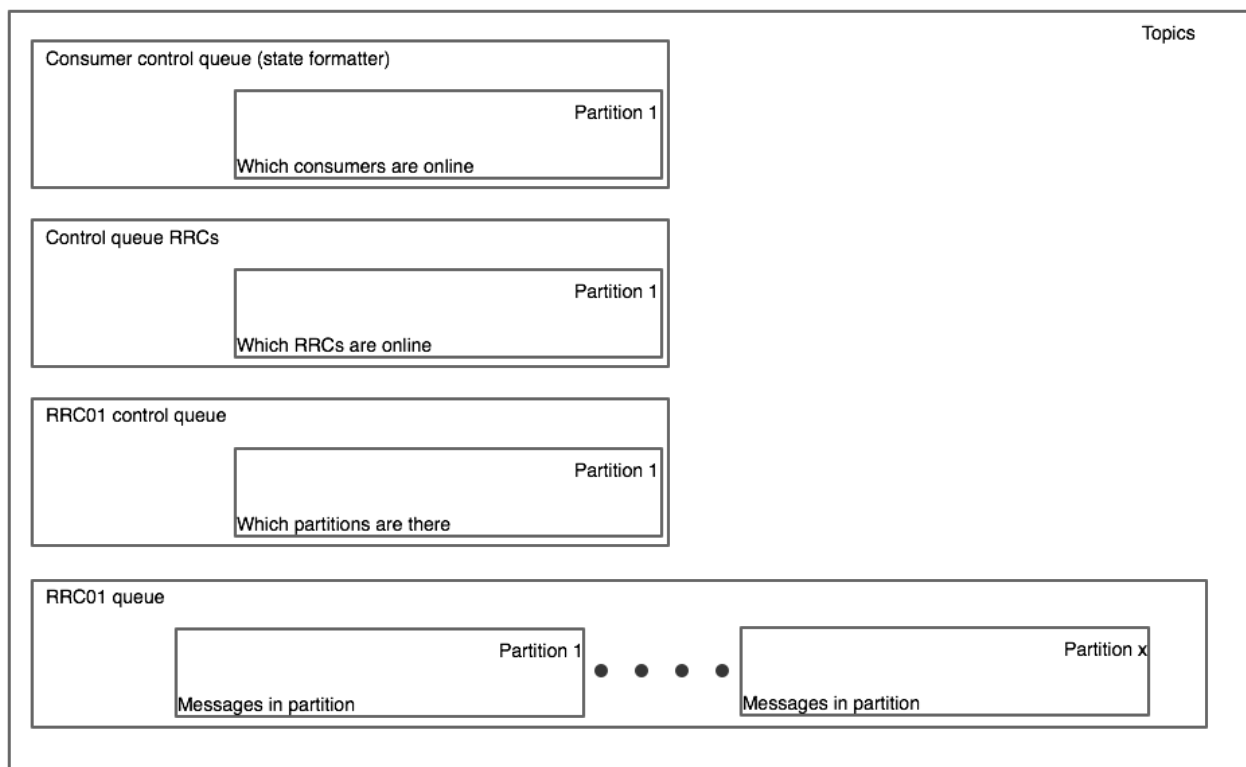 Topics
Consumer control queue (state formatter)
Partition 1
Which consumers are online
Control queue RRCs
Partition 1
Which RRCs are online
RRC01 control queue
Partition 1
Which partitions are there
RRC01 queue
Partition 1
Messages in partition
Partition x
Messages in partition